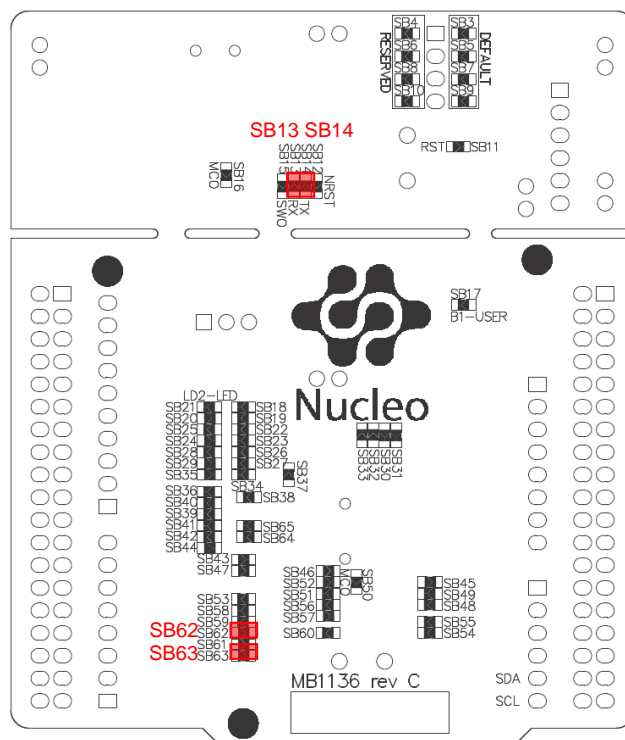 SB4 SB3
SB6 SB5
SB8 SB7
SB10 SB9
RESERVED
DEFAULT
SB13 SB14
RST SB11
MCO
SB16
SB15
SB13
SB14
SB12
SWO
RX
TX
NRST
SB17
B1-USER
Nucleo
LD2-LED
SB21 SB18
SB20 SB19
SB25 SB22
SB24 SB23
SB28 SB26
SB29 SB27
SB35
SB37
SB33
SB32
SB30
SB31
SB34
SB36
SB40 SB38
SB39
SB41 SB65
SB42 SB64
SB44
SB43
SB47
SB46
SB52
SB51
SB56
SB57
SB60
MCO
SB50
SB45
SB49
SB48
SB55
SB54
SB53
SB58
SB59
SB62 SB62
SB61
SB63 SB63
MB1136 rev C
SDA
SCL